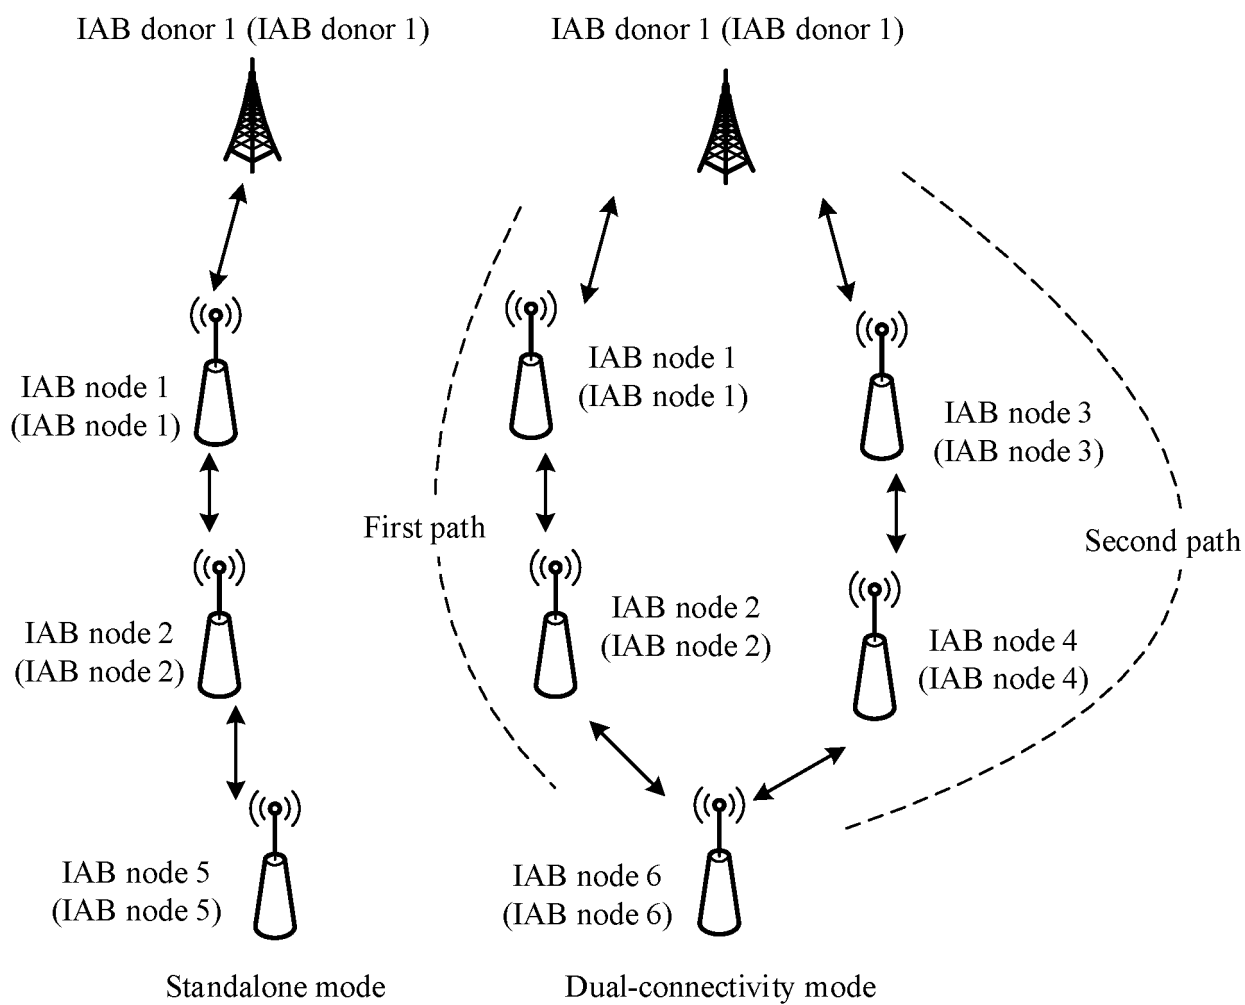 IAB donor 1 (IAB donor 1)
IAB donor 1 (IAB donor 1)
IAB node 1
(IAB node 1)
IAB node 1
(IAB node 1)
IAB node 3
(IAB node 3)
First path
Second path
IAB node 2
(IAB node 2)
IAB node 2
(IAB node 2)
IAB node 4
(IAB node 4)
IAB node 5
(IAB node 5)
IAB node 6
(IAB node 6)
Standalone mode
Dual-connectivity mode